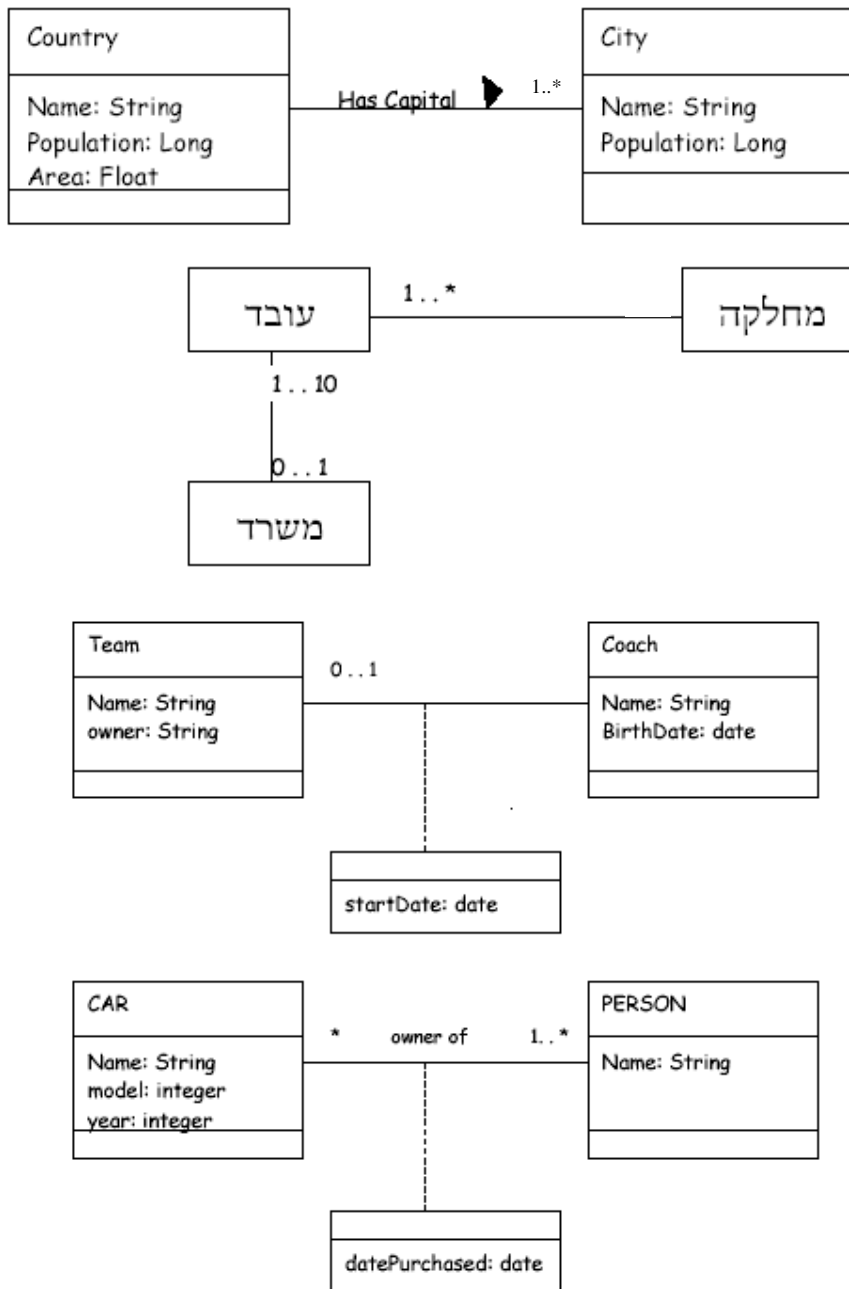 Country
City
Name: String
Population: Long
Area: Float
Has Capital
1..*
Name: String
Population: Long
עובד
1 . . *
מחלקה
1 . . 10
0 . . 1
משרד
Team
Name: String
owner: String
0 . . 1
Coach
Name: String
BirthDate: date
startDate: date
CAR
Name: String
model: integer
year: integer
* owner of 1. . *
PERSON
Name: String
datePurchased: date